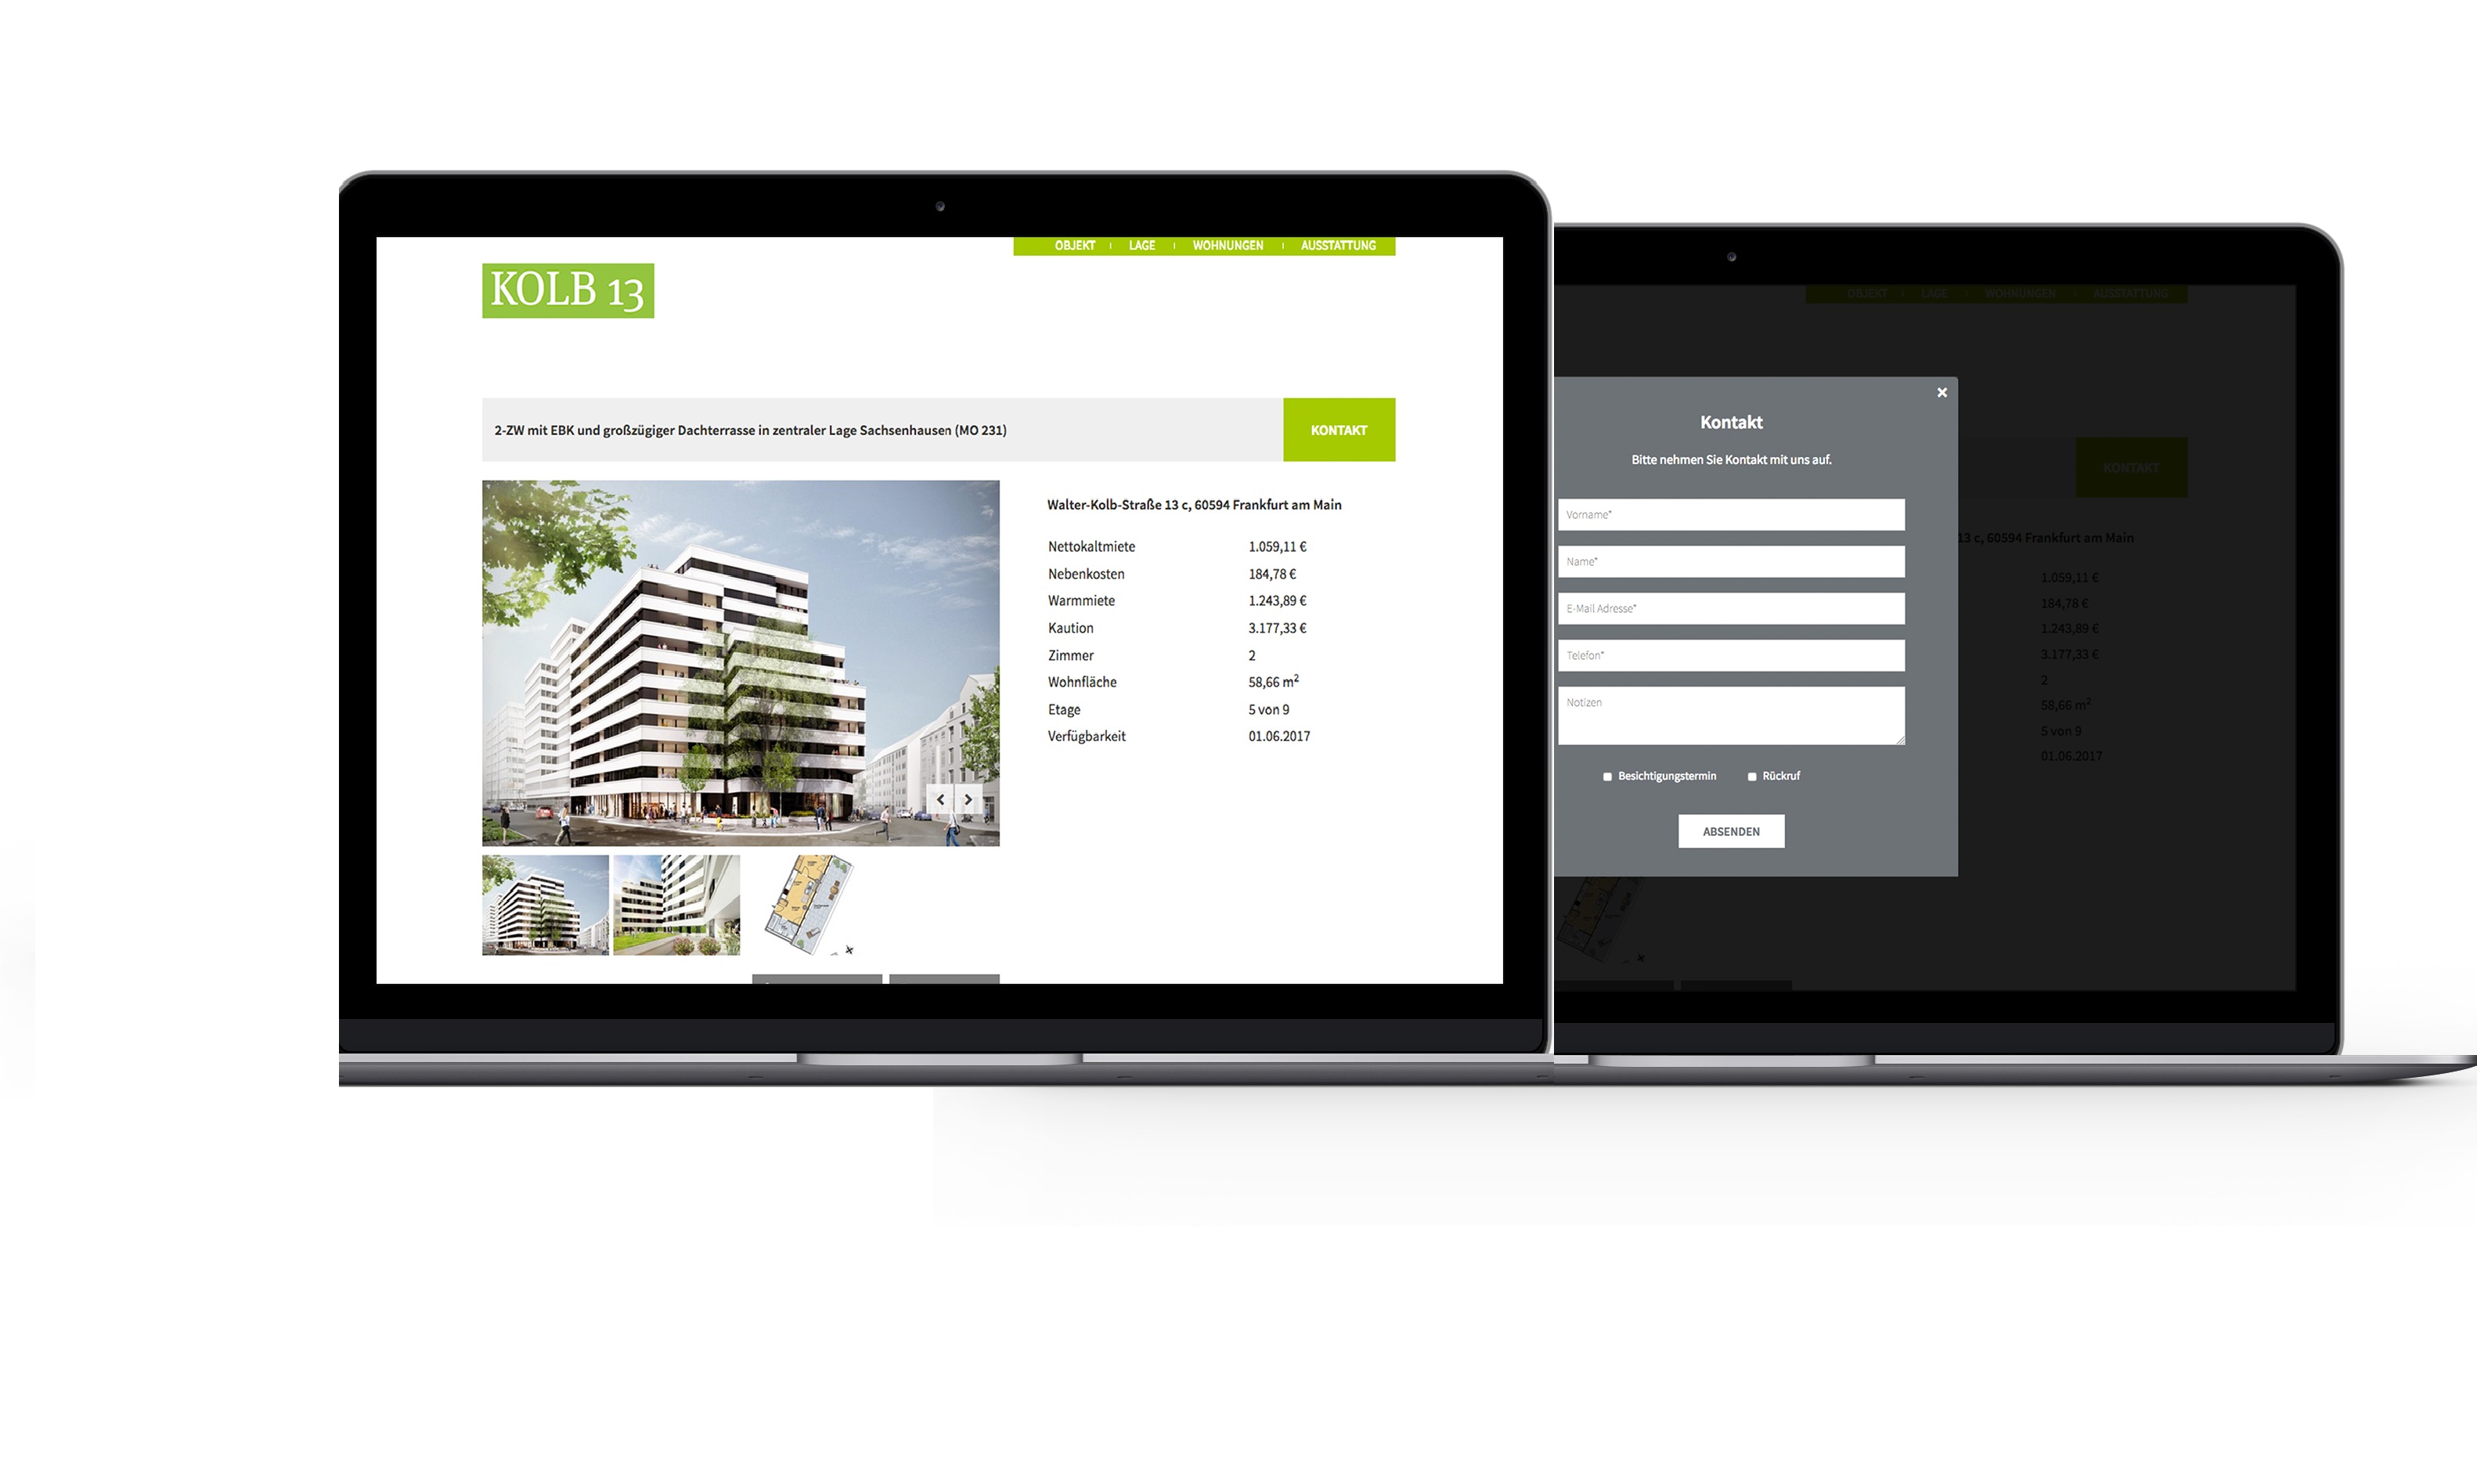 OBJEKT | LAGE | WOHNUNGEN | AUSSTATTUNG
KOLB 13
2-ZW mit EBK und großzügiger Dachterrasse in zentraler Lage Sachsenhausen (MO 231)
KONTAKT
Walter-Kolb-Straße 13 c, 60594 Frankfurt am Main
Nettokaltmiete 1.059,11 €
Nebenkosten 184,78 €
Warmmiete 1.243,89 €
Kaution 3.177,33 €
Zimmer 2
Wohnfläche 58,66 m²
Etage 5 von 9
Verfügbarkeit 01.06.2017
OBJEKT | LAGE | WOHNUNGEN | AUSSTATTUNG
Kontakt
Bitte nehmen Sie Kontakt mit uns auf.
Vorname*
Name*
E-Mail Adresse*
Telefon*
Notizen
Besichtigungstermin Rückruf
ABSENDEN
KONTAKT
13 c, 60594 Frankfurt am Main
1.059,11 €
184,78 €
1.243,89 €
3.177,33 €
2
58,66 m²
5 von 9
01.06.2017